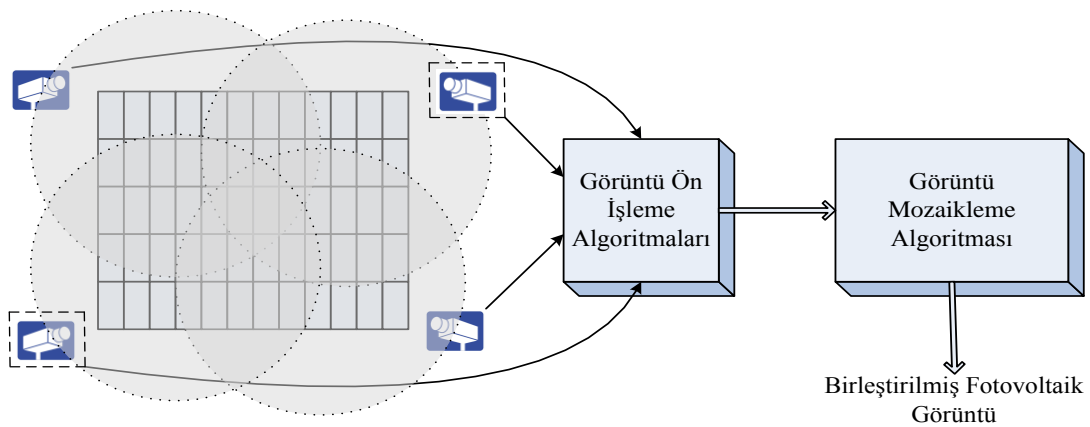 Görüntü Ön
İşleme
Algoritmaları
Görüntü
Mozaikleme
Algoritması
Birleştirilmiş Fotovoltaik
Görüntü